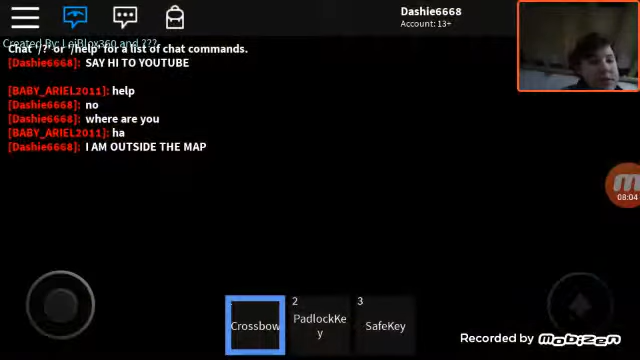 Dashie6668
Account: 13+
Created By: LniBlox360 and ???
Chat '/?' or '/help' for a list of chat commands.
[Dashie6668]: SAY HI TO YOUTUBE
[BABY_ARIEL2011]: help
[Dashie6668]: no
[Dashie6668]: where are you
[BABY_ARIEL2011]: ha
[Dashie6668]: I AM OUTSIDE THE MAP
08:04
2
3
Crossbow
PadlockKe
y
SafeKey
Recorded by MOBIZEN